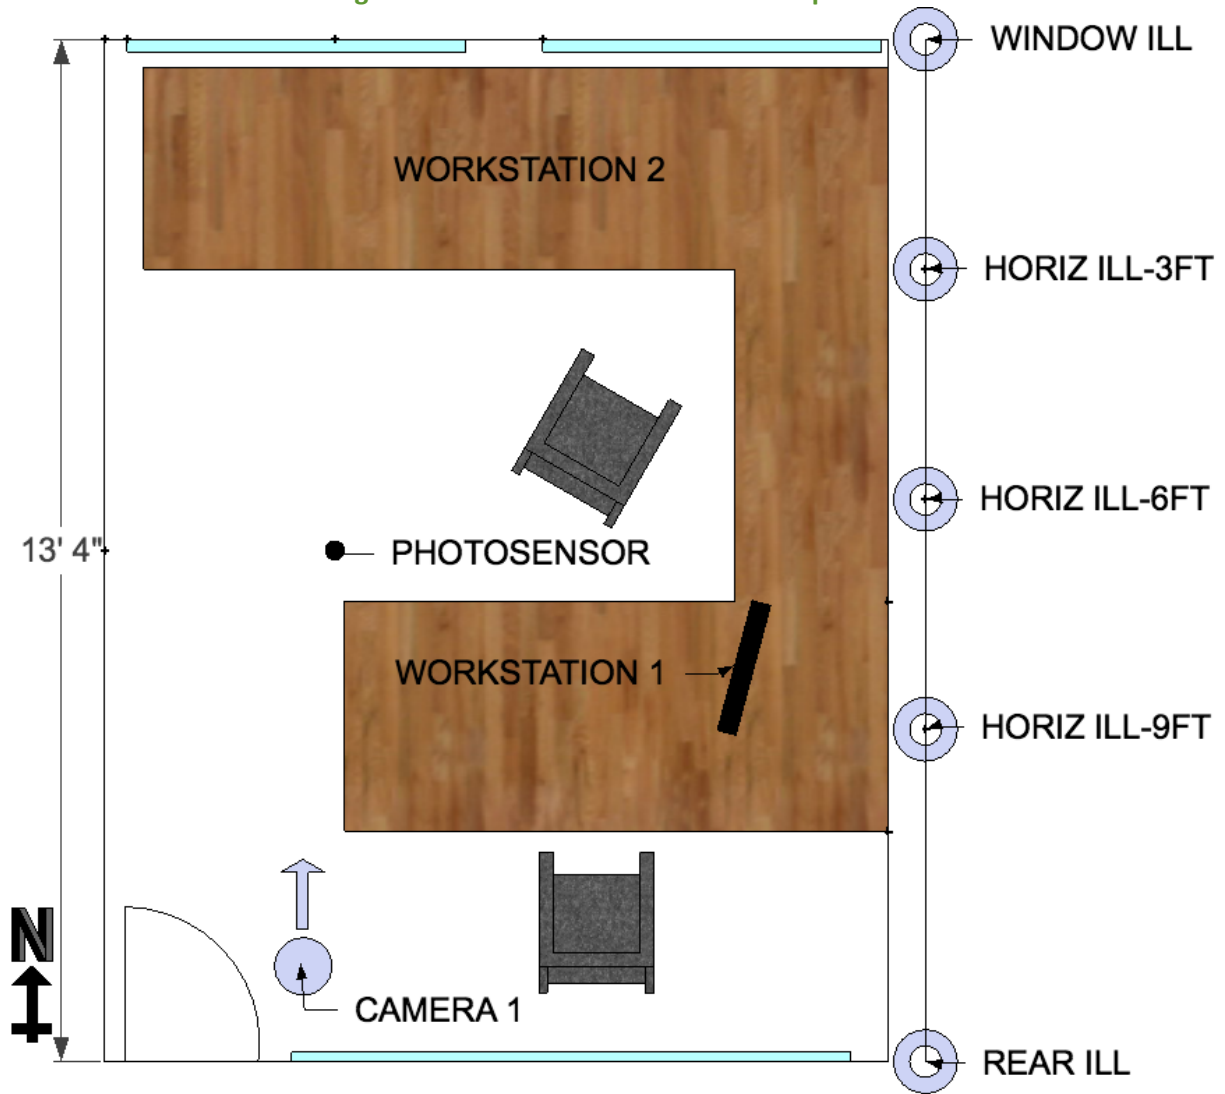 WINDOW ILL
WORKSTATION 2
HORIZ ILL-3FT
HORIZ ILL-6FT
13' 4"
PHOTOSENSOR
WORKSTATION 1
HORIZ ILL-9FT
N
CAMERA 1
REAR ILL